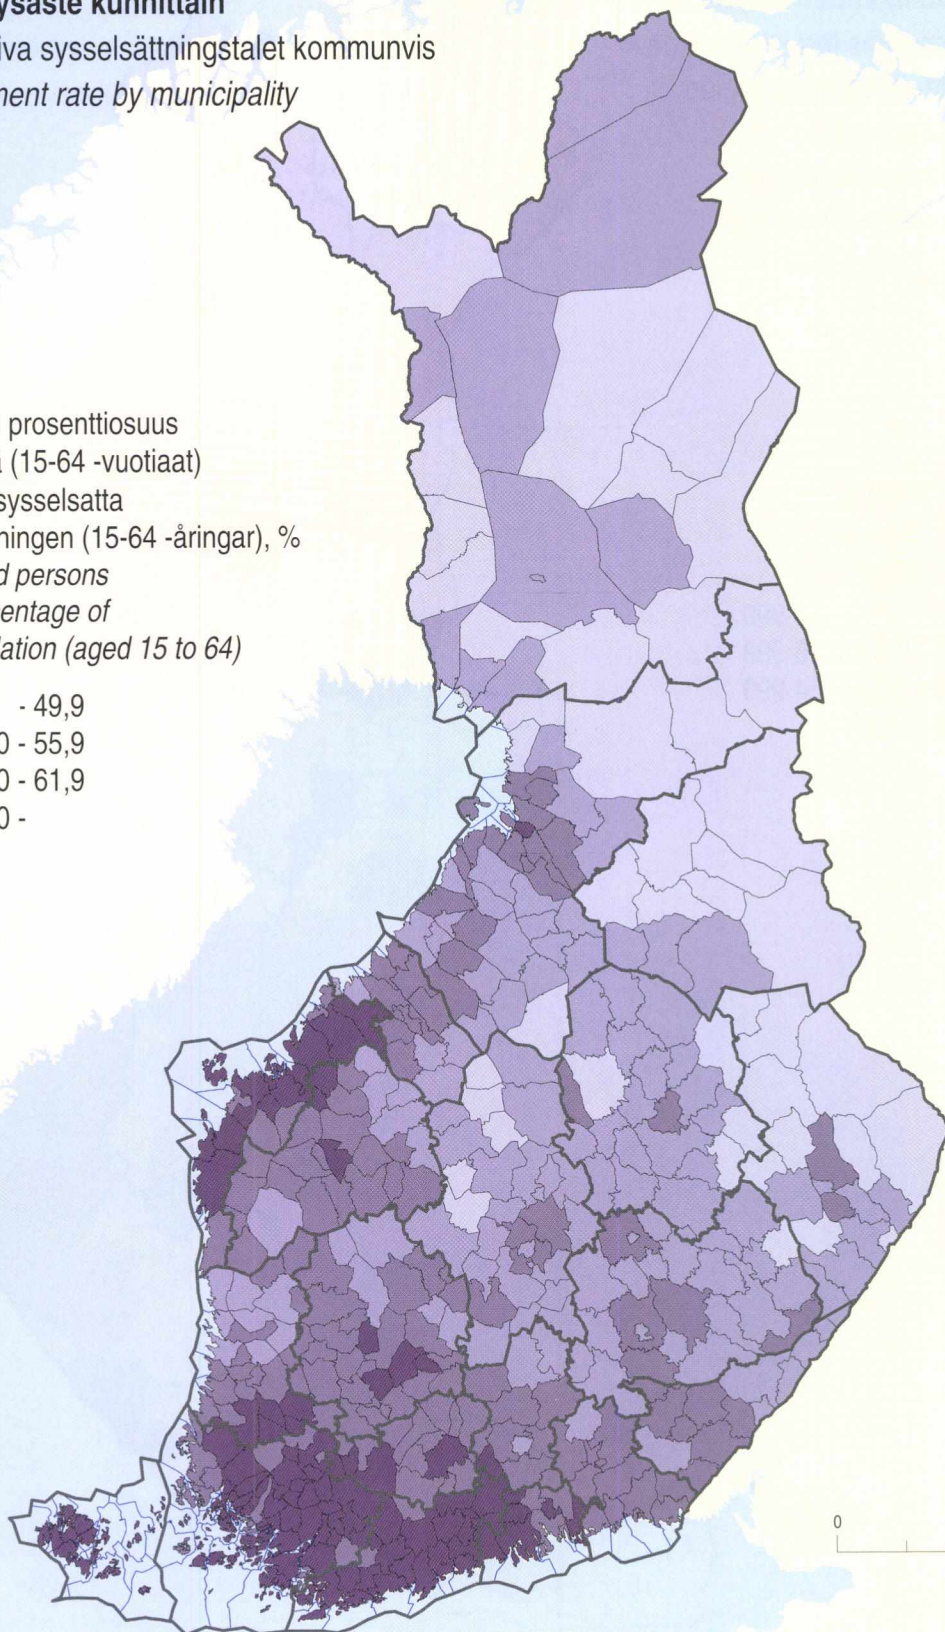 ysaste kunnittain
iva sysselsättningstalet kommunvis
ment rate by municipality
prosenttiosuus
a (15-64 -vuotiaat)
sysselsatta
ningen (15-64 -åringar), %
d persons
entage of
lation (aged 15 to 64)
- 49,9
0 - 55,9
0 - 61,9
0 -
0